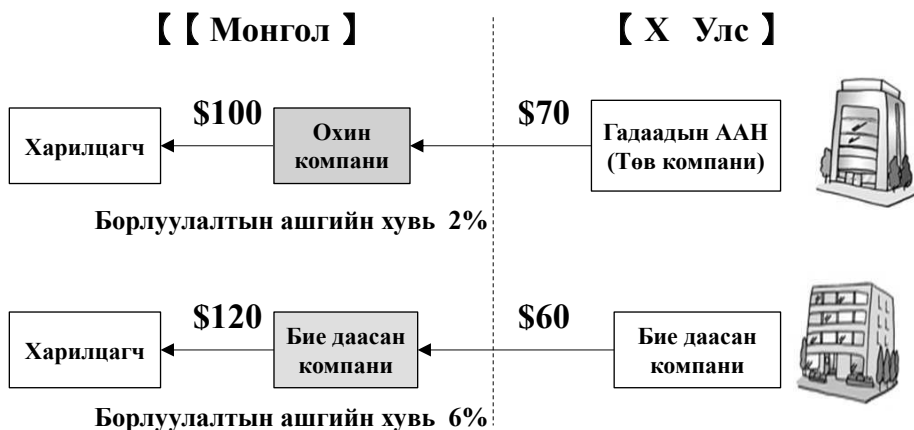 【【 Монгол 】
【 Х Улс 】
$100
$70
Харилцагч
Охин
компани
Гадаадын ААН
(Төв компани)
Борлуулалтын ашгийн хувь 2%
$120
$60
Харилцагч
Бие даасан
компани
Бие даасан
компани
Борлуулалтын ашгийн хувь 6%